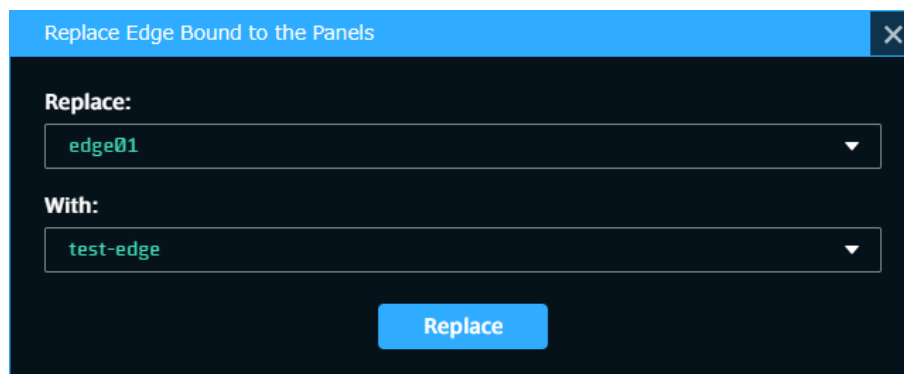 Replace Edge Bound to the Panels
Replace:
edge01
With:
test-edge
Replace